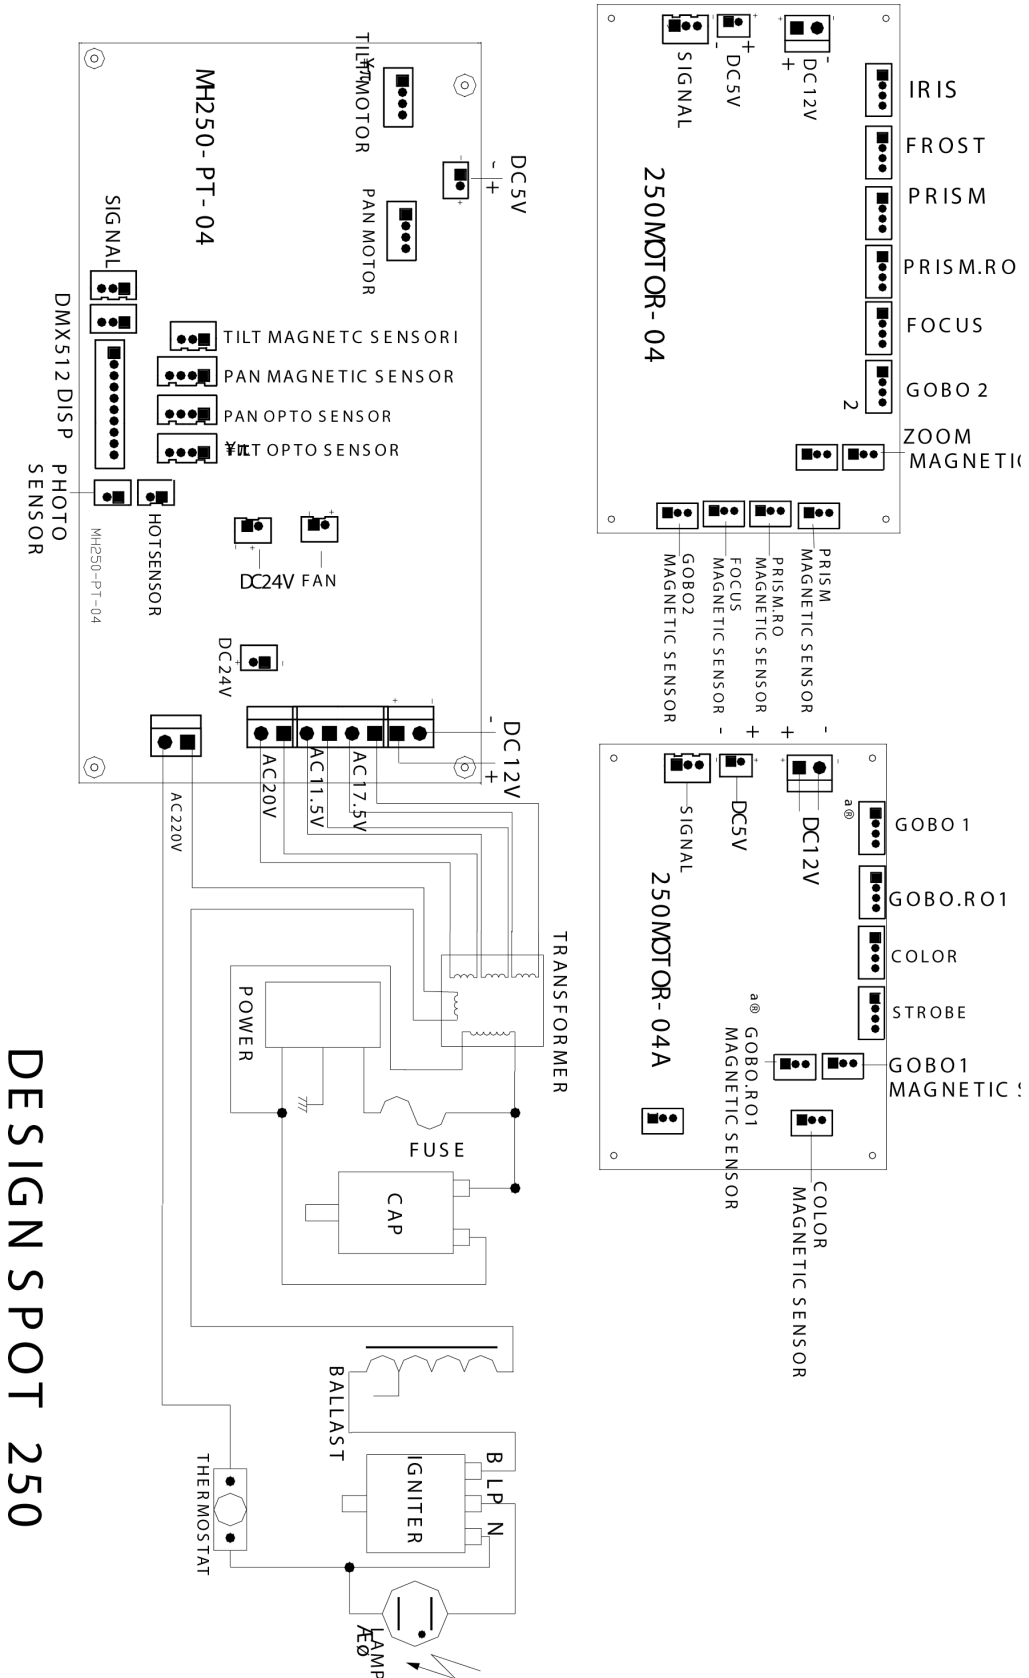 TILT MOTOR
MH250-PT-04
DC5V
- +
PAN MOTOR
SIGNAL
DMX512 DISP
TILT MAGNETC SENSORI
PAN MAGNETIC SENSOR
PAN OPTO SENSOR
TILT OPTO SENSOR
PHOTO
SENSOR
HOTSENSOR
MH250-PT-04
DC24V
FAN
DC24V
DC12V
- +
AC20V
AC11.5V
AC17.5V
AC220V
TRANSFORMER
POWER
FUSE
CAP
BALLAST
IGNITER
B
LP
N
THERMOSTAT
LAMP
DESIGN SPOT 250
SIGNAL
DC5V
- +
DC12V
+ -
250MOTOR-04
IRIS
FROST
PRISM
PRISM.RO
FOCUS
GOBO 2
2
ZOOM
MAGNETIC
GOBO2
MAGNETIC SENSOR
FOCUS
MAGNETIC SENSOR
PRISM.RO
MAGNETIC SENSOR
PRISM
MAGNETIC SENSOR
- + + -
SIGNAL
DC5V
DC12V
250MOTOR-04A
a®
GOBO 1
GOBO.RO1
COLOR
STROBE
GOBO1
MAGNETIC S
a® GOBO.RO1
MAGNETIC SENSOR
COLOR
MAGNETIC SENSOR